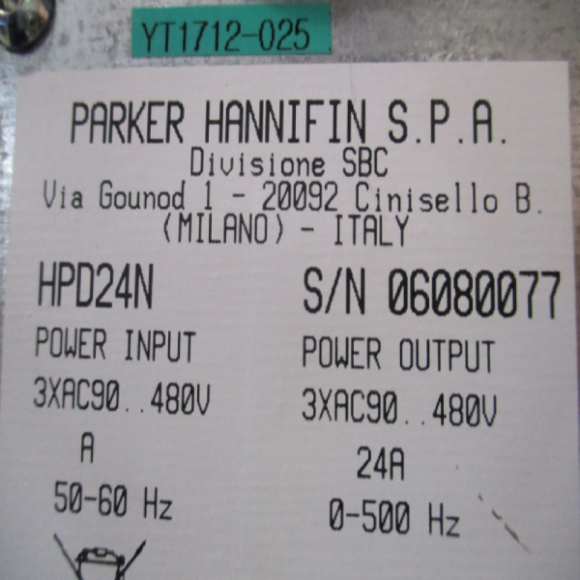 YT1712-025
PARKER HANNIFIN S.P.A.
Divisione SBC
Via Gounod 1 - 20092 Cinisello B.
(MILANO) - ITALY
HPD24N S/N 06080077
POWER INPUT POWER OUTPUT
3XAC90..480V 3XAC90..480V
A 24A
50-60 Hz 0-500 Hz